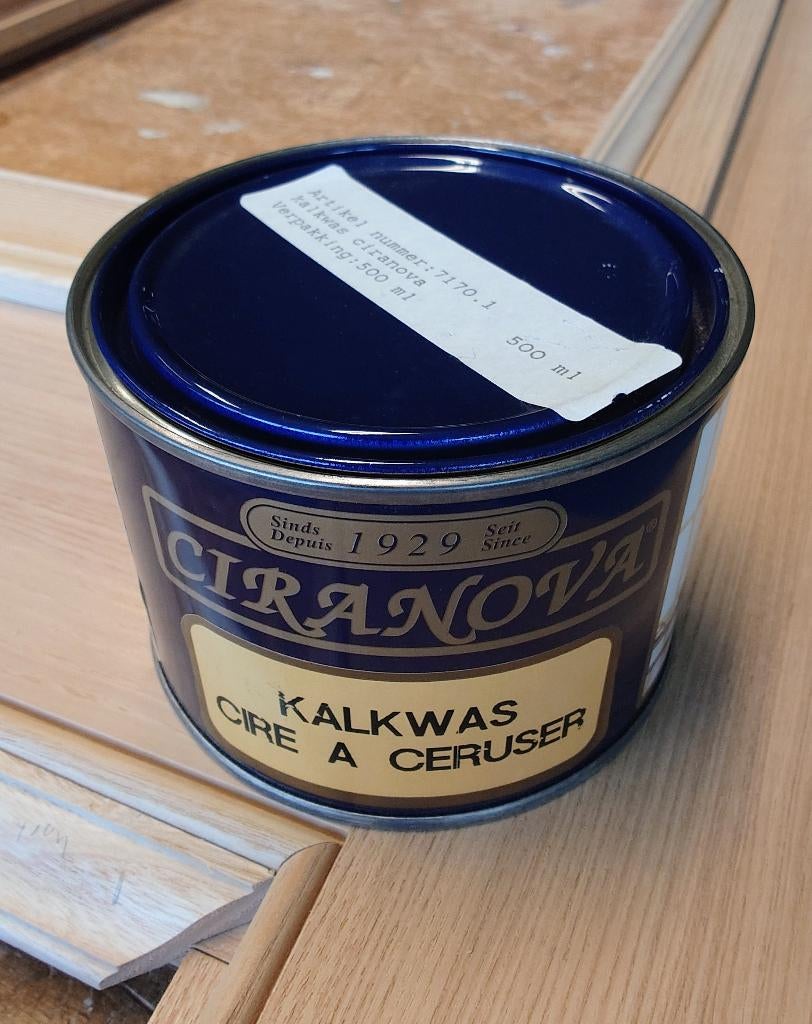 Artikel nummer:7170.1
kalkwas ciranova
Verpakking:500 ml
500 ml
Sinds Depuis 1929 Seit Since
CIRANOVA®
KALKWAS
CIRE A CERUSER